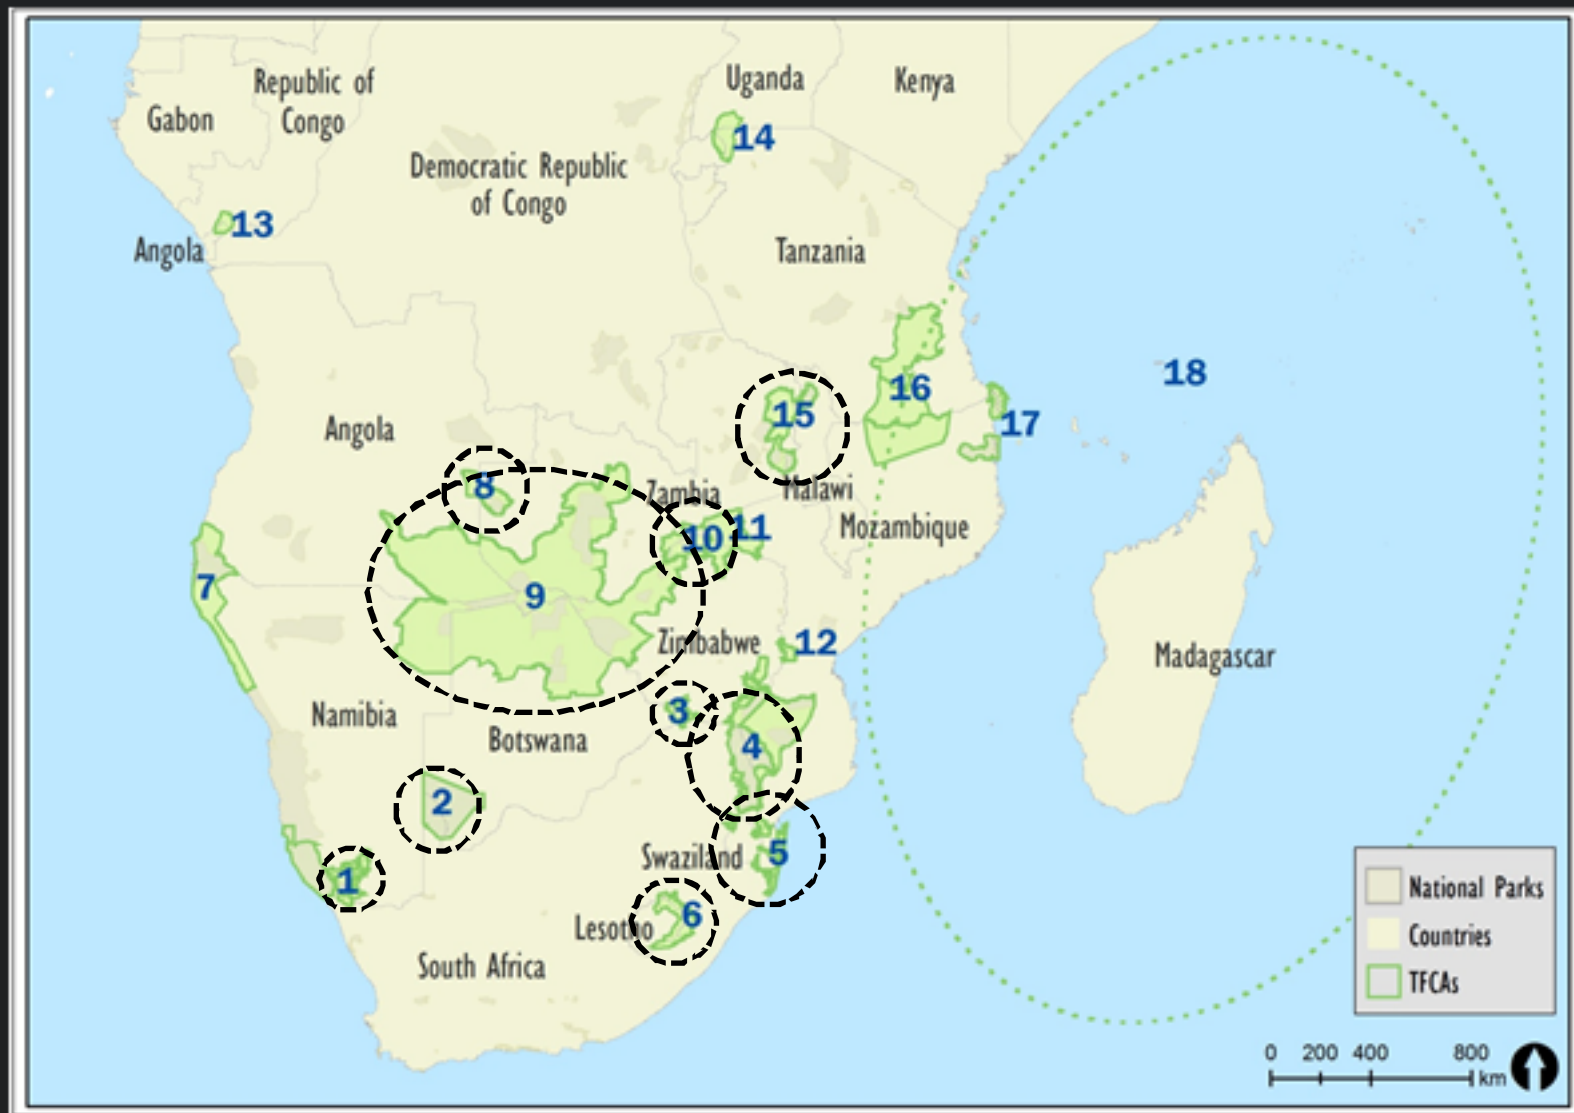 Uganda
Kenya
Republic of
Congo
Gabon
14
Democratic Republic
of Congo
13
Angola
Tanzania
18
16
15
17
Angola
8
Zambia
Malawi
10
11
Mozambique
7
9
12
Zimbabwe
Madagascar
3
Namibia
Botswana
4
2
5
Swaziland
1
6
Lesotho
South Africa
National Parks
Countries
TFCAs
0 200 400 800
km